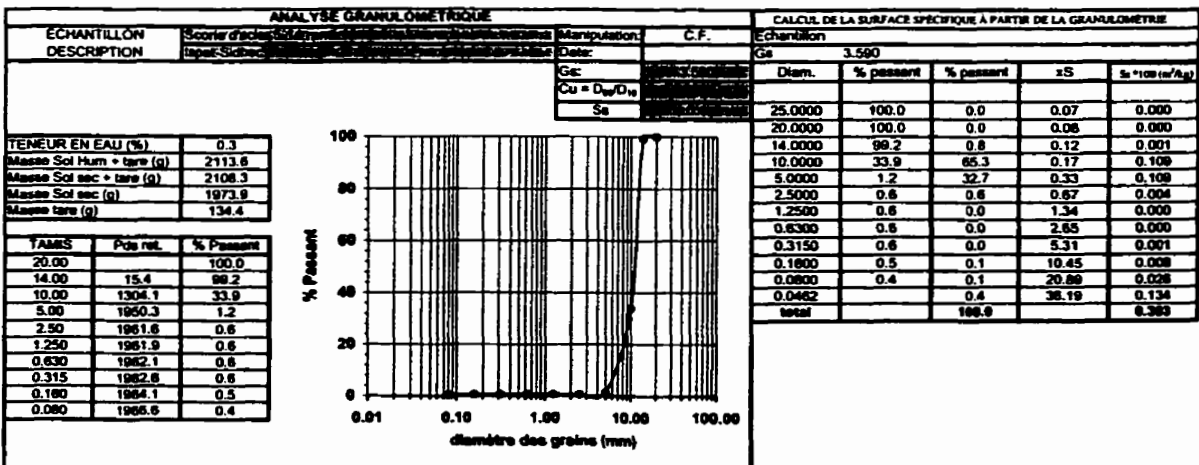 ANALYSE GRANULOMÉTRIQUE
ÉCHANTILLON Scorie Manipulation: C.F.
DESCRIPTION Date:
Gs:
Cu = D60/D10
Ss
TENEUR EN EAU (%) 0.3
Masse Sol Hum + tare (g) 2113.6
Masse Sol sec + tare (g) 2108.3
Masse Sol sec (g) 1973.9
Masse tare (g) 134.4
TAMIS Pds ret. % Passant
20.00 100.0
14.00 15.4 99.2
10.00 1304.1 33.9
5.00 1950.3 1.2
2.50 1961.6 0.6
1.250 1961.9 0.6
0.630 1962.1 0.6
0.315 1962.6 0.6
0.160 1964.1 0.5
0.080 1965.6 0.4
% Passant
100
80
60
40
20
0
0.01 0.10 1.00 10.00 100.00
diamètre des grains (mm)
CALCUL DE LA SURFACE SPÉCIFIQUE À PARTIR DE LA GRANULOMÉTRIE
Echantillon
Gs 3.590
Diam. % passant % passant xS Ss *100 (m²/kg)
25.0000 100.0 0.0 0.07 0.000
20.0000 100.0 0.0 0.08 0.000
14.0000 99.2 0.8 0.12 0.001
10.0000 33.9 65.3 0.17 0.109
5.0000 1.2 32.7 0.33 0.109
2.5000 0.6 0.6 0.67 0.004
1.2500 0.6 0.0 1.34 0.000
0.6300 0.6 0.0 2.65 0.000
0.3150 0.6 0.0 5.31 0.001
0.1600 0.5 0.1 10.45 0.008
0.0800 0.4 0.1 20.89 0.026
0.0462 0.4 36.19 0.134
total 100.0 0.393